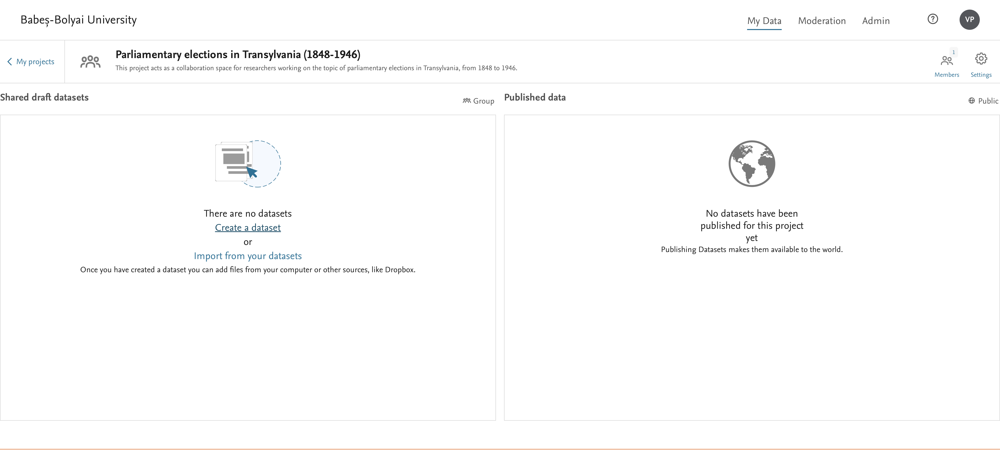 Babeș-Bolyai University
My Data
Moderation
Admin
?
VP
My projects
Parliamentary elections in Transylvania (1848-1946)
This project acts as a collaboration space for researchers working on the topic of parliamentary elections in Transylvania, from 1848 to 1946.
1
Members
Settings
Shared draft datasets
Group
There are no datasets
Create a dataset
or
Import from your datasets
Once you have created a dataset you can add files from your computer or other sources, like Dropbox.
Published data
Public
No datasets have been
published for this project
yet
Publishing Datasets makes them available to the world.